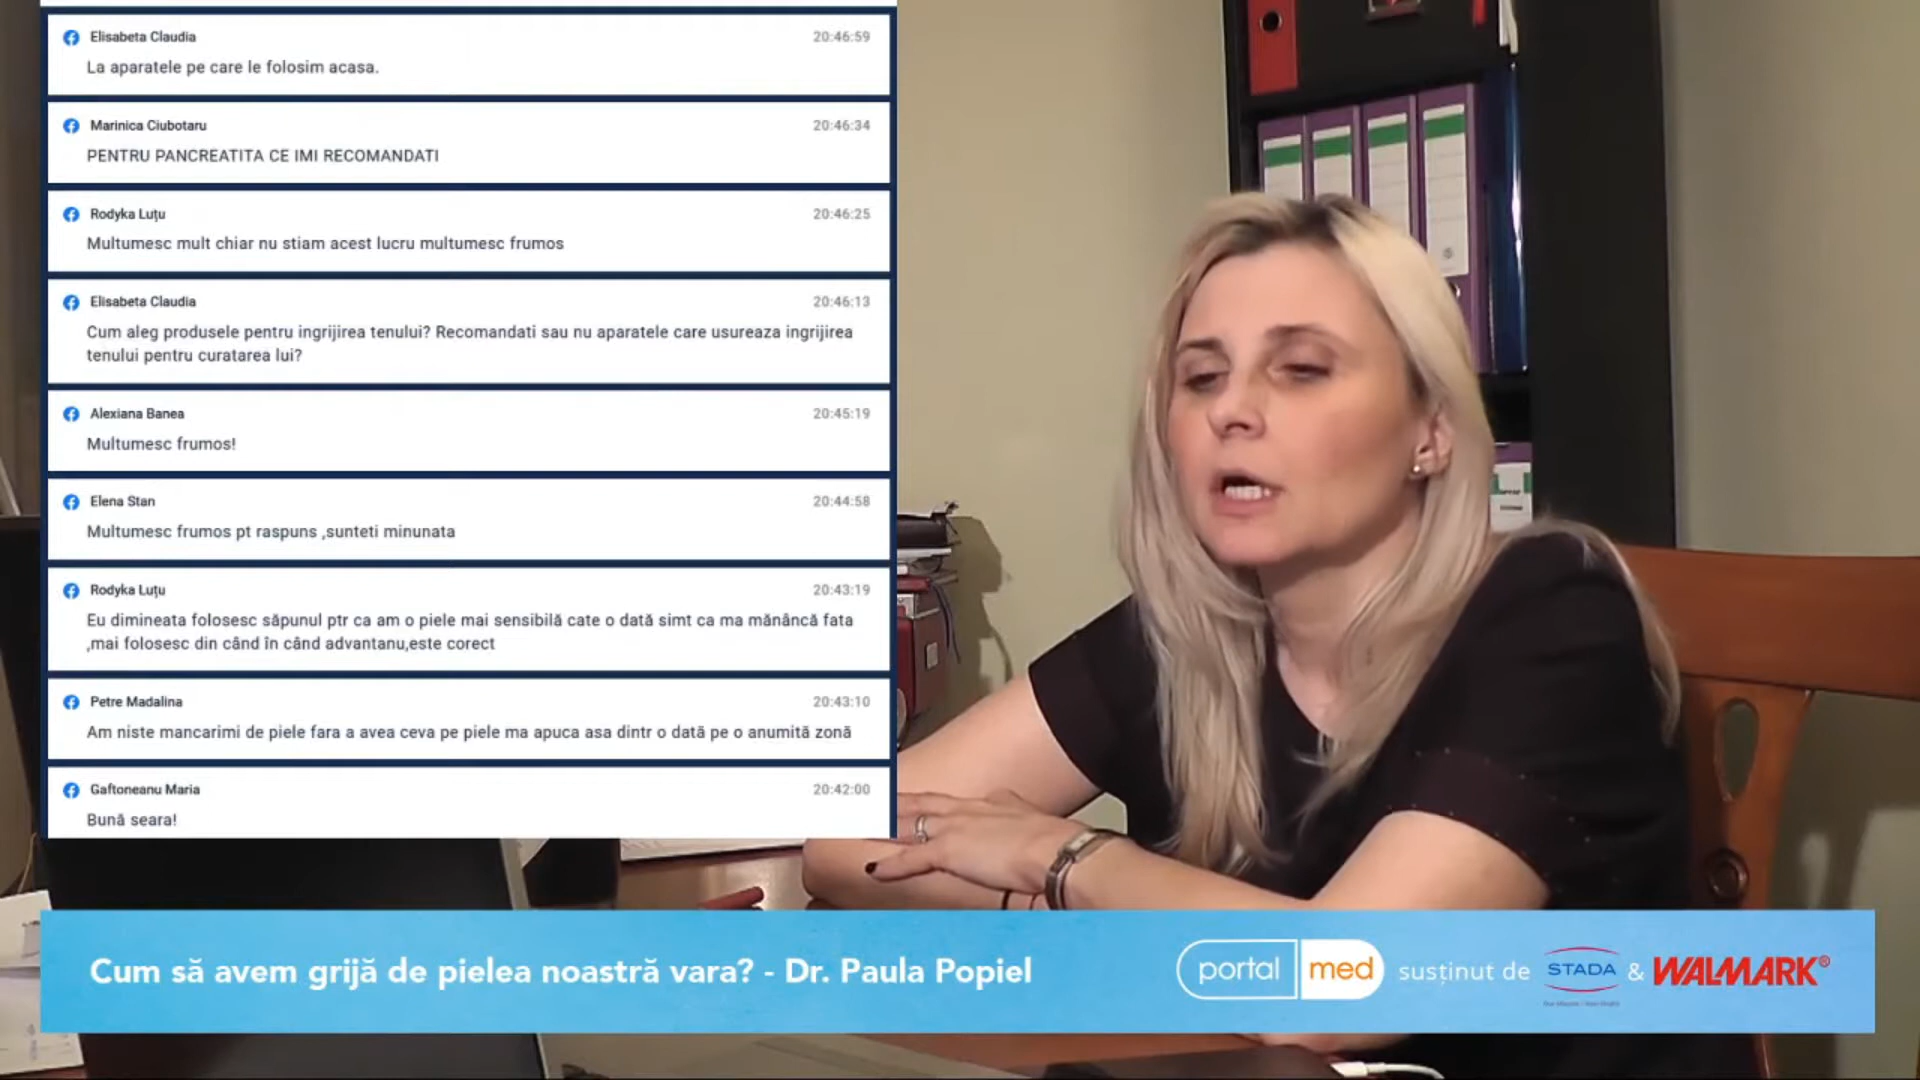 Elisabeta Claudia 20:46:59
La aparatele pe care le folosim acasa.
Marinica Ciubotaru 20:46:34
PENTRU PANCREATITA CE IMI RECOMANDATI
Rodyka Luțu 20:46:25
Multumesc mult chiar nu stiam acest lucru multumesc frumos
Elisabeta Claudia 20:46:13
Cum aleg produsele pentru ingrijirea tenului? Recomandati sau nu aparatele care usureaza ingrijirea
tenului pentru curatarea lui?
Alexiana Banea 20:45:19
Multumesc frumos!
Elena Stan 20:44:58
Multumesc frumos pt raspuns ,sunteti minunata
Rodyka Luțu 20:43:19
Eu dimineata folosesc săpunul ptr ca am o piele mai sensibilă cate o dată simt ca ma mănâncă fata
,mai folosesc din când în când advantanu,este corect
Petre Madalina 20:43:10
Am niste mancarimi de piele fara a avea ceva pe piele ma apuca asa dintr o dată pe o anumită zonă
Gaftoneanu Maria 20:42:00
Bună seara!
Cum să avem grijă de pielea noastră vara? - Dr. Paula Popiel
portal med susținut de STADA & WALMARK®